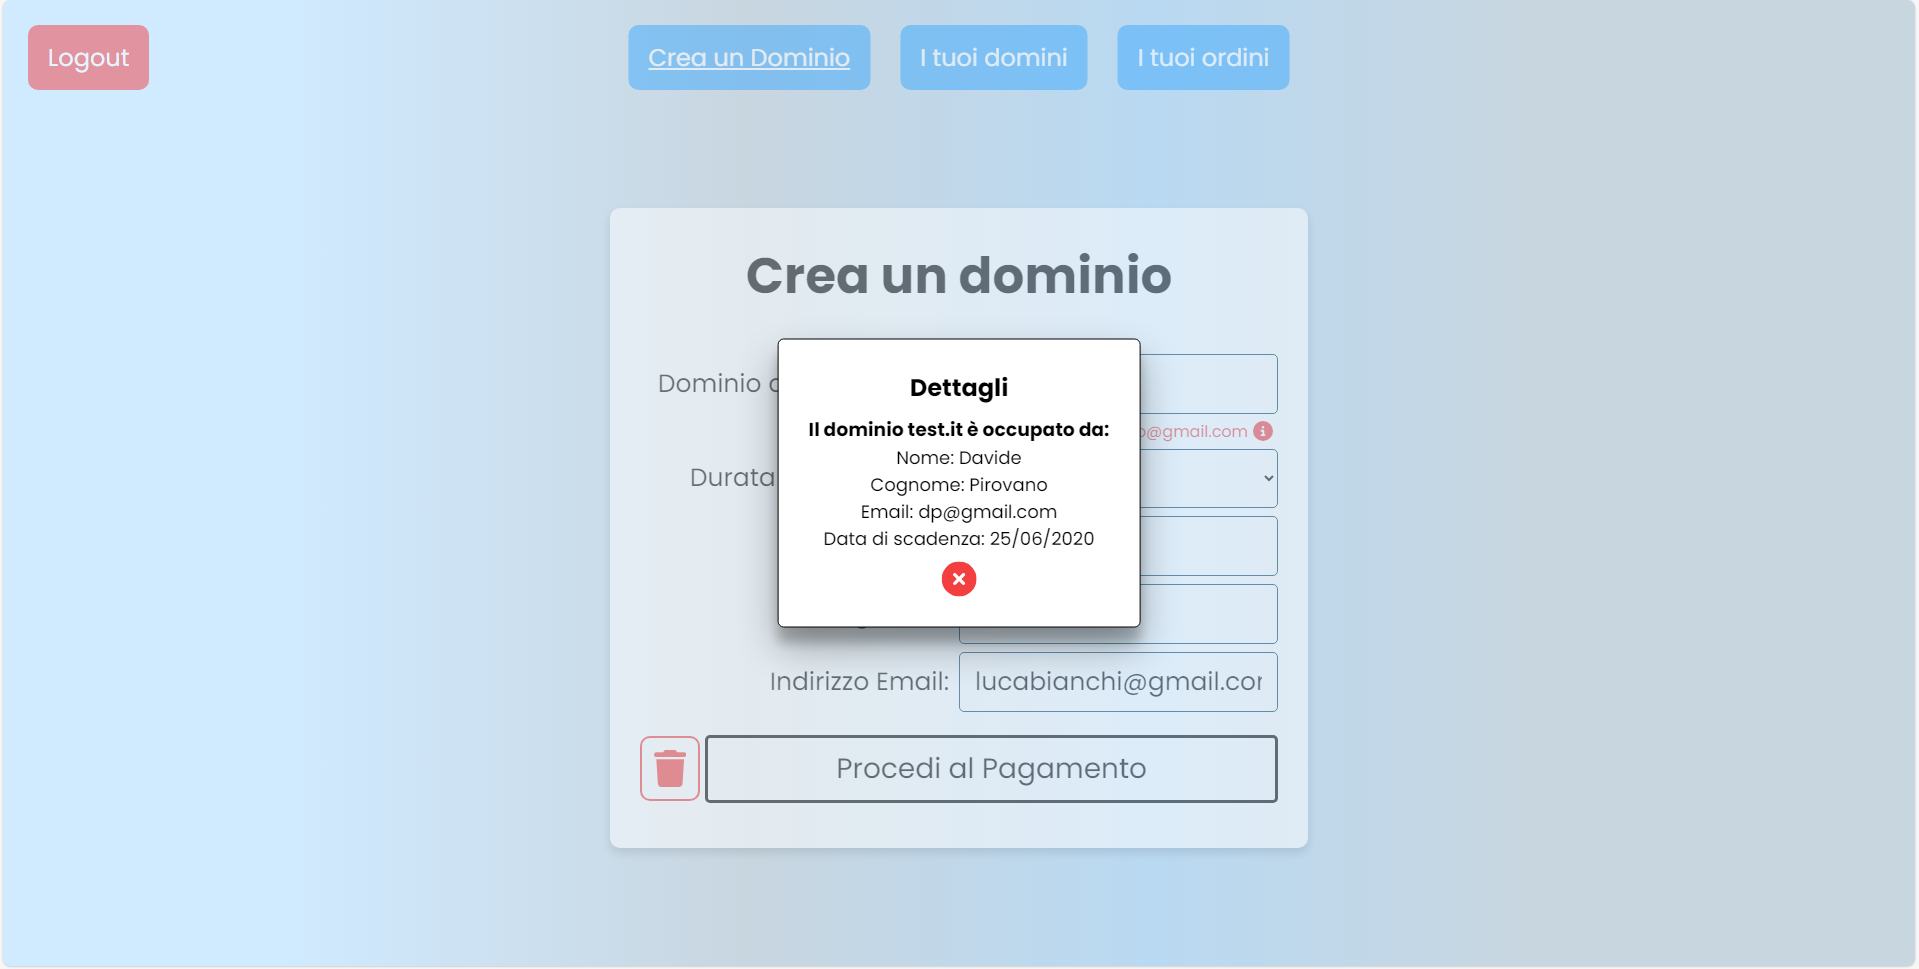 Logout
Crea un Dominio
I tuoi domini
I tuoi ordini
Crea un dominio
Dominio
@gmail.com
Durata
Dettagli
Il dominio test.it è occupato da:
Nome: Davide
Cognome: Pirovano
Email: dp@gmail.com
Data di scadenza: 25/06/2020
Indirizzo Email:
lucabianchi@gmail.cor
Procedi al Pagamento